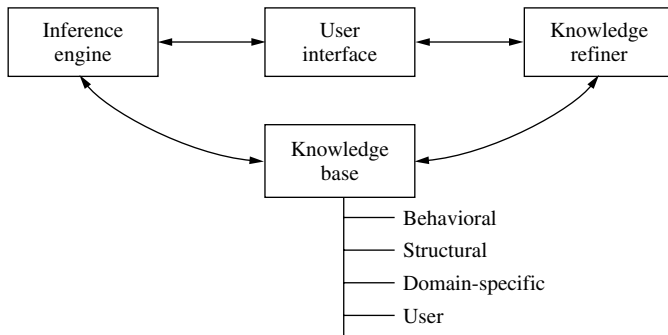 Inference
engine
User
interface
Knowledge
refiner
Knowledge
base
Behavioral
Structural
Domain-specific
User